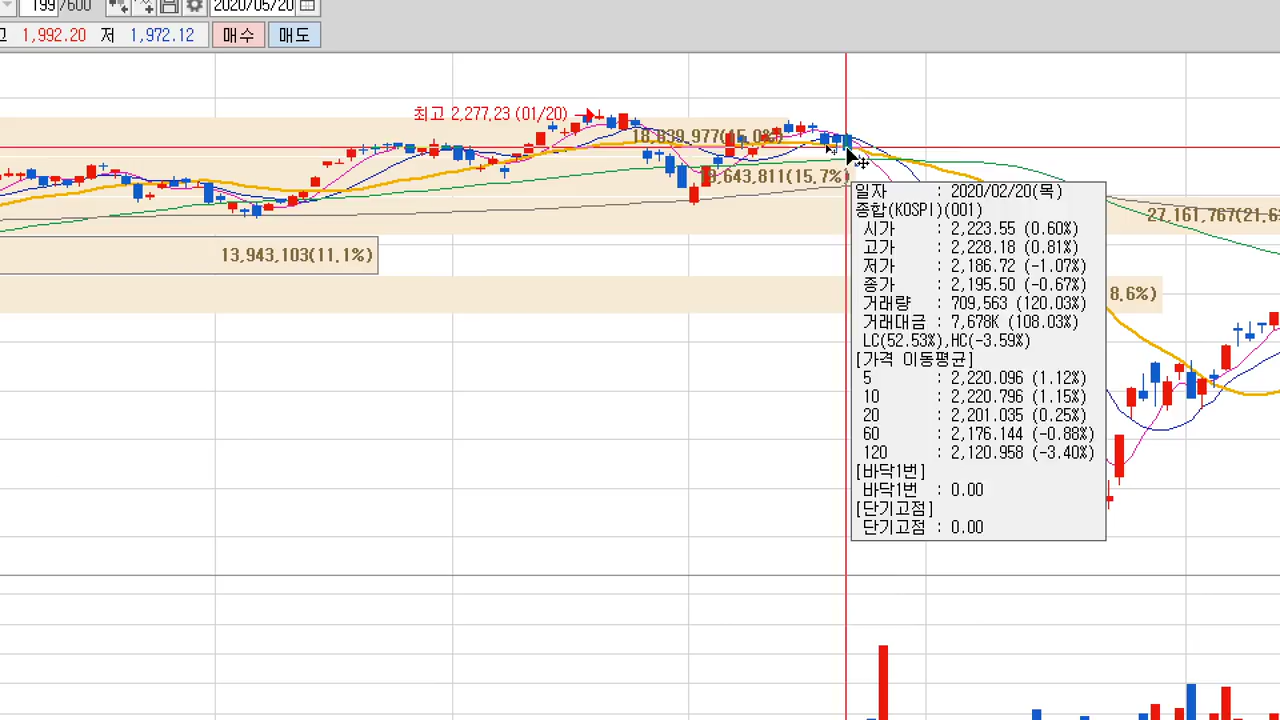 199/600 2020/05/20
고 1,992.20 저 1,972.12 매수 매도
최고 2,277.23 (01/20)
18,839,977(15.0%)
643,811(15.7%)
27,161,767(21.6
13,943,103(11.1%)
8.6%)
일자 : 2020/02/20(목)
종합(KOSPI)(001)
시가 : 2,223.55 (0.60%)
고가 : 2,228.18 (0.81%)
저가 : 2,186.72 (-1.07%)
종가 : 2,195.50 (-0.67%)
거래량 : 709,563 (120.03%)
거래대금 : 7,678K (108.03%)
LC(52.53%),HC(-3.59%)
[가격 이동평균]
5 : 2,220.096 (1.12%)
10 : 2,220.796 (1.15%)
20 : 2,201.035 (0.25%)
60 : 2,176.144 (-0.88%)
120 : 2,120.958 (-3.40%)
[바닥1번]
바닥1번 : 0.00
[단기고점]
단기고점 : 0.00